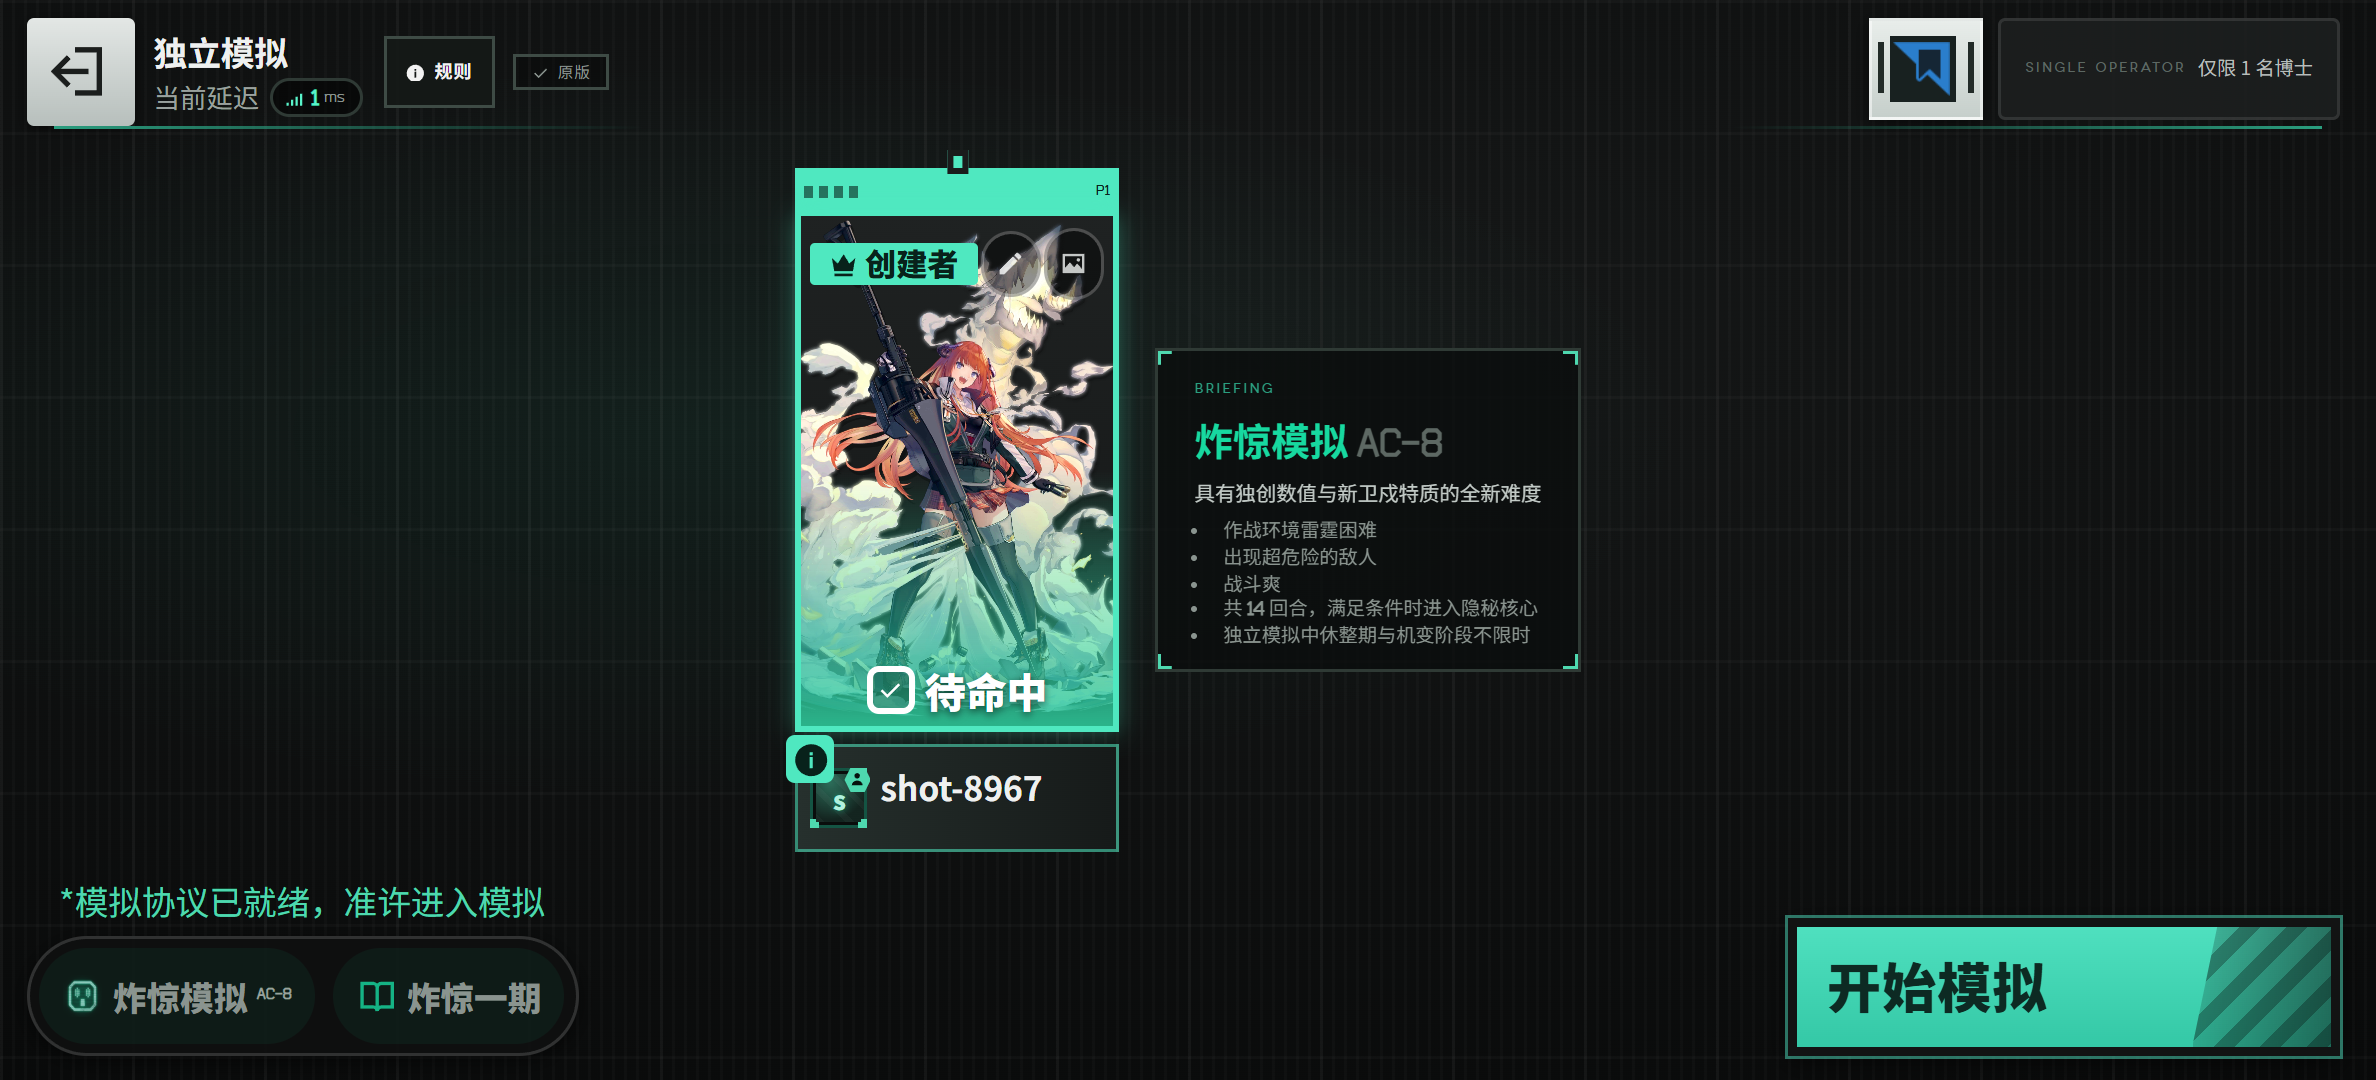 独立模拟
当前延迟 1 ms
规则
原版
SINGLE OPERATOR 仅限 1 名博士
P1
创建者
待命中
S
shot-8967
BRIEFING
炸惊模拟 AC-8
具有独创数值与新卫戍特质的全新难度
作战环境雷霆困难
出现超危险的敌人
战斗爽
共 14 回合，满足条件时进入隐秘核心
独立模拟中休整期与机变阶段不限时
*模拟协议已就绪，准许进入模拟
炸惊模拟 AC-8
炸惊一期
开始模拟